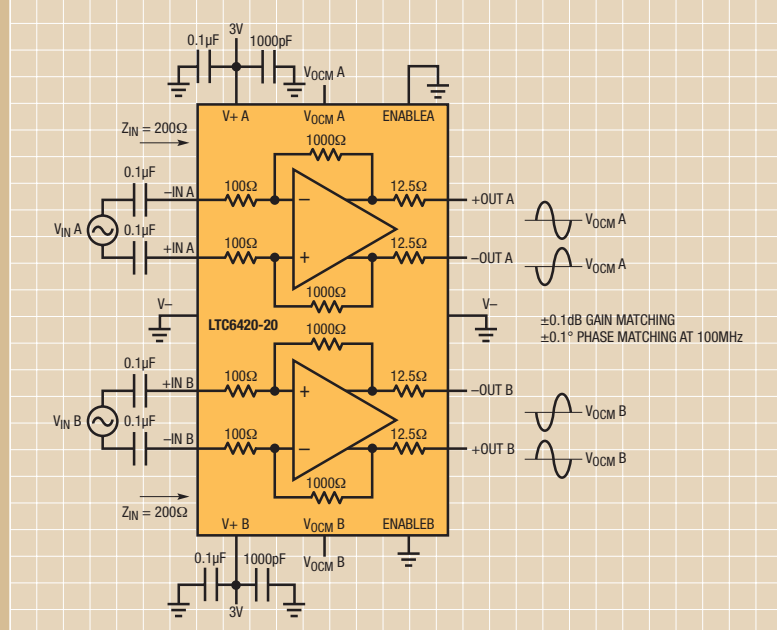 3V
0.1µF
1000pF
VOCM A
V+ A
VOCM A
ENABLEA
ZIN = 200Ω
1000Ω
0.1µF
–IN A
100Ω
–
12.5Ω
+OUT A
VOCM A
VIN A
0.1µF
+IN A
100Ω
+
12.5Ω
–OUT A
VOCM A
1000Ω
V–
V–
LTC6420-20
1000Ω
±0.1dB GAIN MATCHING
±0.1° PHASE MATCHING AT 100MHz
0.1µF
+IN B
100Ω
+
12.5Ω
–OUT B
VOCM B
VIN B
0.1µF
–IN B
100Ω
–
12.5Ω
+OUT B
VOCM B
1000Ω
ZIN = 200Ω
V+ B
VOCM B
ENABLEB
0.1µF
1000pF
VOCM B
3V